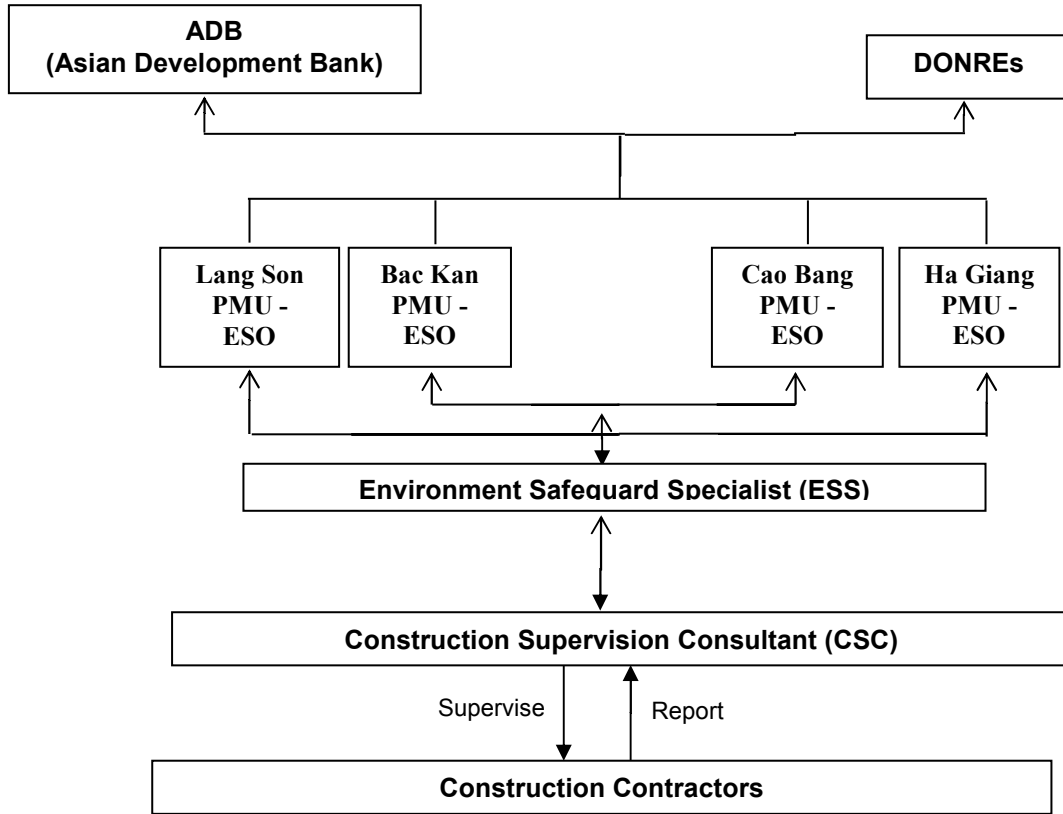 ADB
(Asian Development Bank)
DONREs
Lang Son
PMU -
ESO
Bac Kan
PMU -
ESO
Cao Bang
PMU -
ESO
Ha Giang
PMU -
ESO
Environment Safeguard Specialist (ESS)
Construction Supervision Consultant (CSC)
Supervise
Report
Construction Contractors